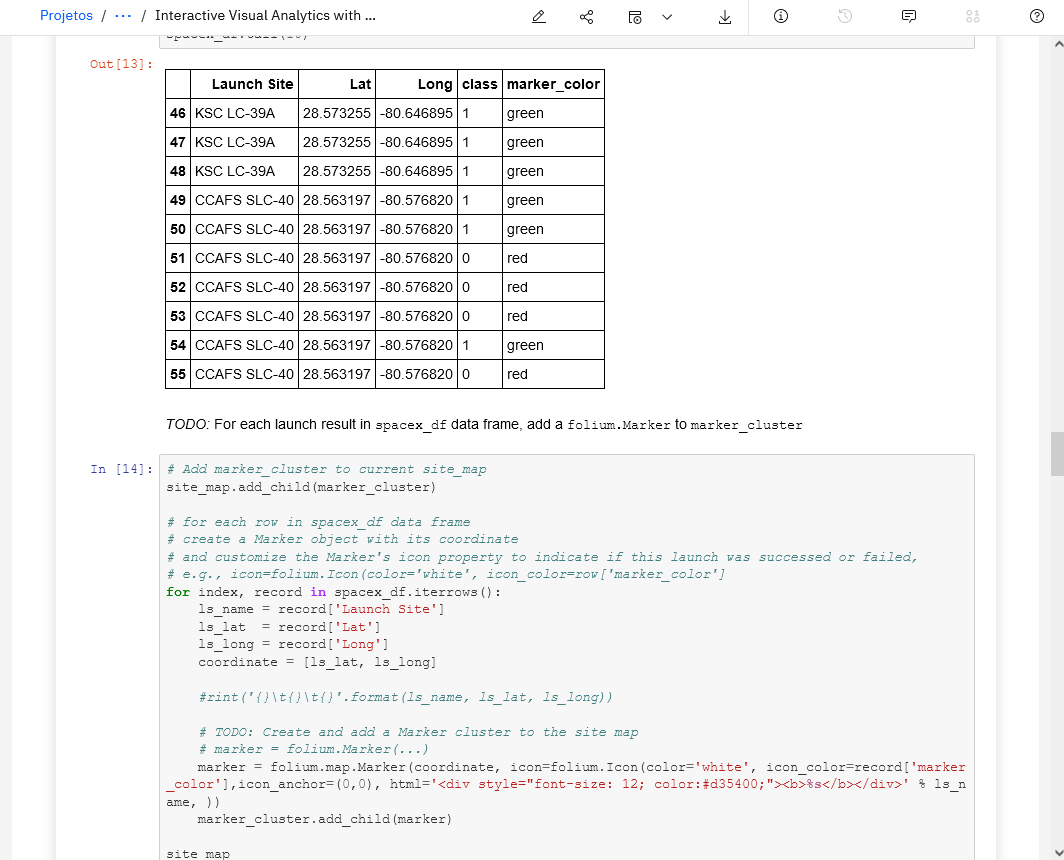 Projetos / ... / Interactive Visual Analytics with ...
Out[13]:
Launch Site Lat Long class marker_color
46 KSC LC-39A 28.573255 -80.646895 1 green
47 KSC LC-39A 28.573255 -80.646895 1 green
48 KSC LC-39A 28.573255 -80.646895 1 green
49 CCAFS SLC-40 28.563197 -80.576820 1 green
50 CCAFS SLC-40 28.563197 -80.576820 1 green
51 CCAFS SLC-40 28.563197 -80.576820 0 red
52 CCAFS SLC-40 28.563197 -80.576820 0 red
53 CCAFS SLC-40 28.563197 -80.576820 0 red
54 CCAFS SLC-40 28.563197 -80.576820 1 green
55 CCAFS SLC-40 28.563197 -80.576820 0 red
TODO: For each launch result in spacex_df data frame, add a folium.Marker to marker_cluster
In [14]:
# Add marker_cluster to current site_map
site_map.add_child(marker_cluster)
# for each row in spacex_df data frame
# create a Marker object with its coordinate
# and customize the Marker's icon property to indicate if this launch was successed or failed,
# e.g., icon=folium.Icon(color='white', icon_color=row['marker_color']
for index, record in spacex_df.iterrows():
    ls_name = record['Launch Site']
    ls_lat  = record['Lat']
    ls_long = record['Long']
    coordinate = [ls_lat, ls_long]
    #rint('{}\t{}\t{}'.format(ls_name, ls_lat, ls_long))
    # TODO: Create and add a Marker cluster to the site map
    # marker = folium.Marker(...)
    marker = folium.map.Marker(coordinate, icon=folium.Icon(color='white', icon_color=record['marker
_color'],icon_anchor=(0,0), html='<div style="font-size: 12; color:#d35400;"><b>%s</b></div>' % ls_n
ame, ))
    marker_cluster.add_child(marker)
site_map